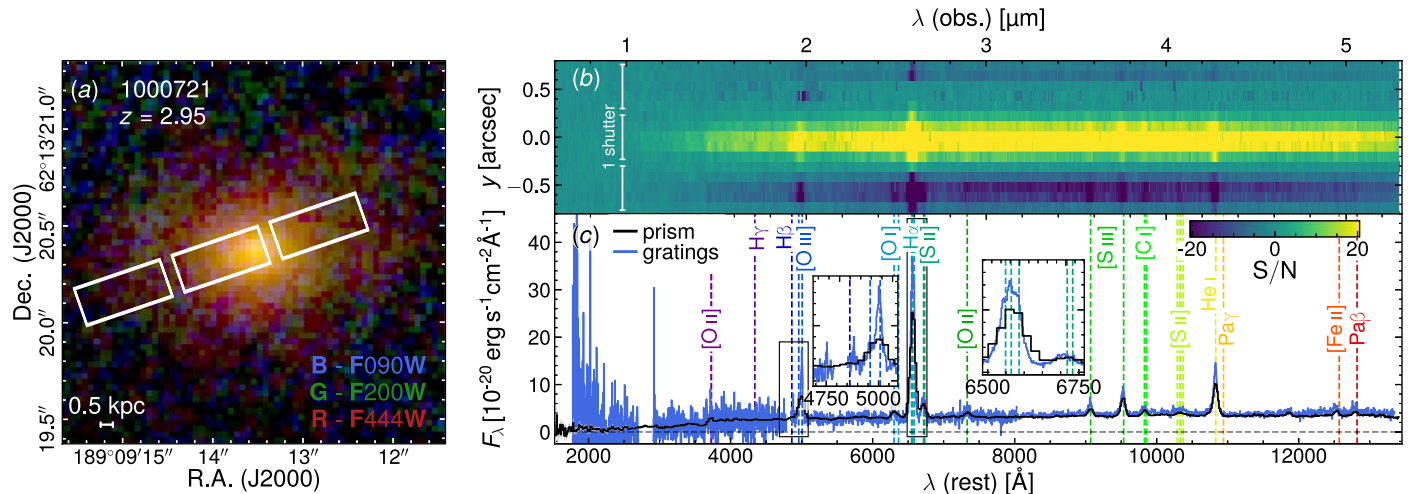 (a)
1000721
z = 2.95
B - F090W
G - F200W
R - F444W
0.5 kpc
Dec. (J2000)
62°13′21.0″
20.5″
20.0″
19.5″
189°09′15″
14″
13″
12″
R.A. (J2000)
λ (obs.) [μm]
1
2
3
4
5
(b)
1 shutter
y [arcsec]
0.5
0.0
−0.5
(c)
prism
gratings
Hγ
Hβ
[O III]
[O I]
Hα
[S II]
[S III]
[C I]
-20
0
20
S/N
[O II]
[O II]
[S II]
He I
Paγ
[Fe II]
Paβ
4750
5000
6500
6750
Fλ [10⁻²⁰ erg s⁻¹cm⁻²Å⁻¹]
40
30
20
10
0
2000
4000
6000
8000
10000
12000
λ (rest) [Å]